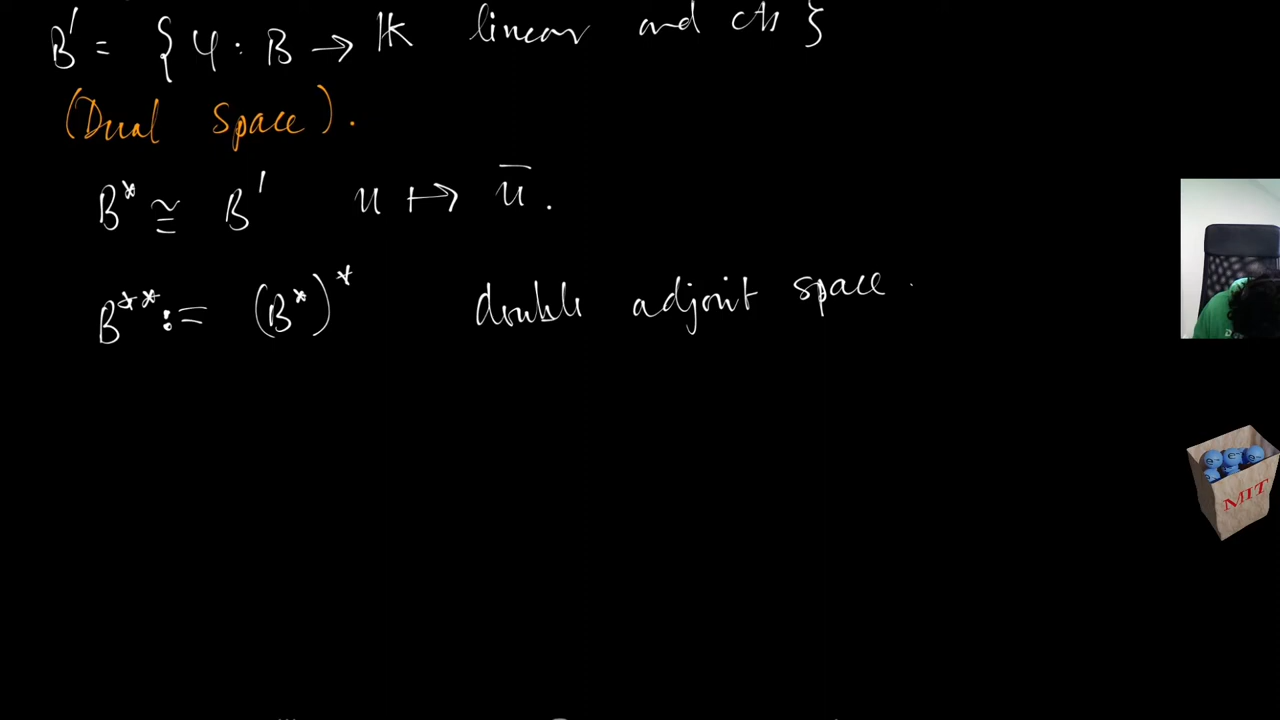 B' = { φ : B → 𝕂 linear and cts }
(Dual Space).
B* ≅ B' u ↦ ū .
B** := (B*)* double adjoint space .
e⁻ e⁻ e⁻
e⁻
MIT